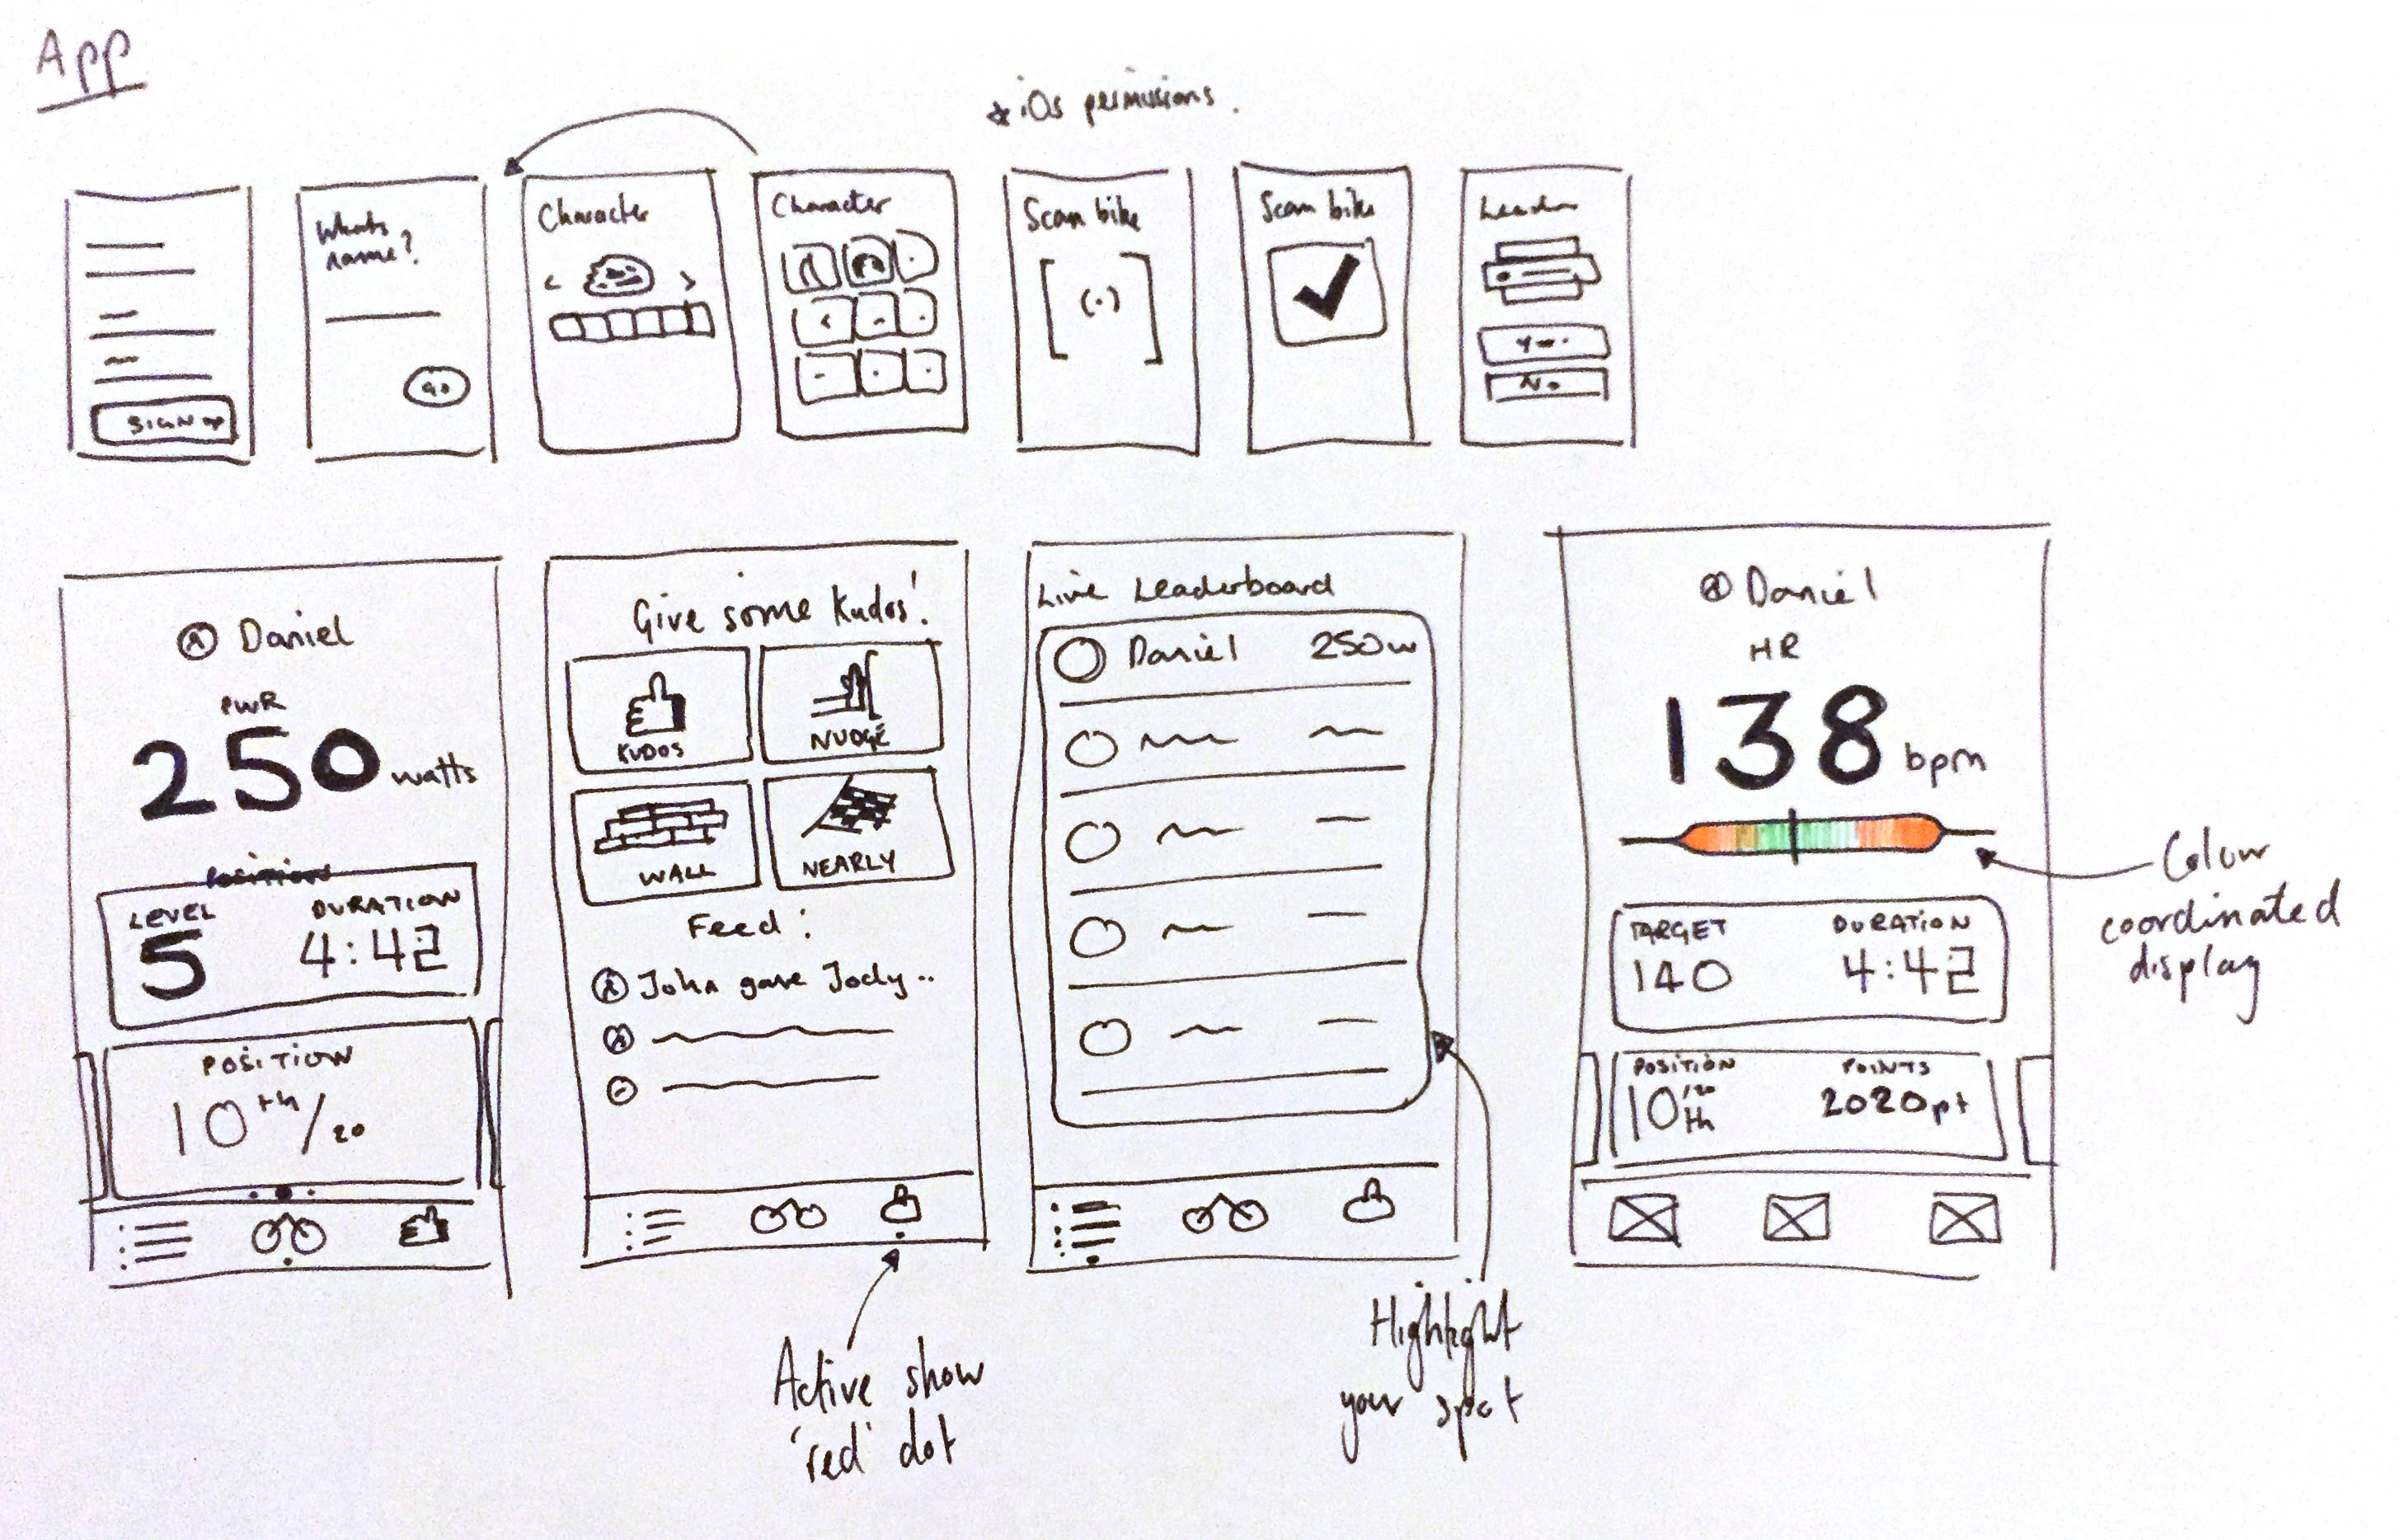 App
* iOs permissions.
SIGN UP
Whats
name?
GO
Character
Character
Scan bike
(.)
Scan bike
Leader
No
Daniel
PWR
250 watts
Position
LEVEL DURATION
5 4:42
POSITION
10th/20
Give some Kudos!
KUDOS
NUDGE
WALL
NEARLY
Feed:
John gave Jody..
Active show
'red' dot
Live Leaderboard
Daniel 250w
Highlight
your spot
Daniel
HR
138 bpm
Colour
coordinated
display
TARGET DURATION
140 4:42
POSITION POINTS
10th/20 2020pt